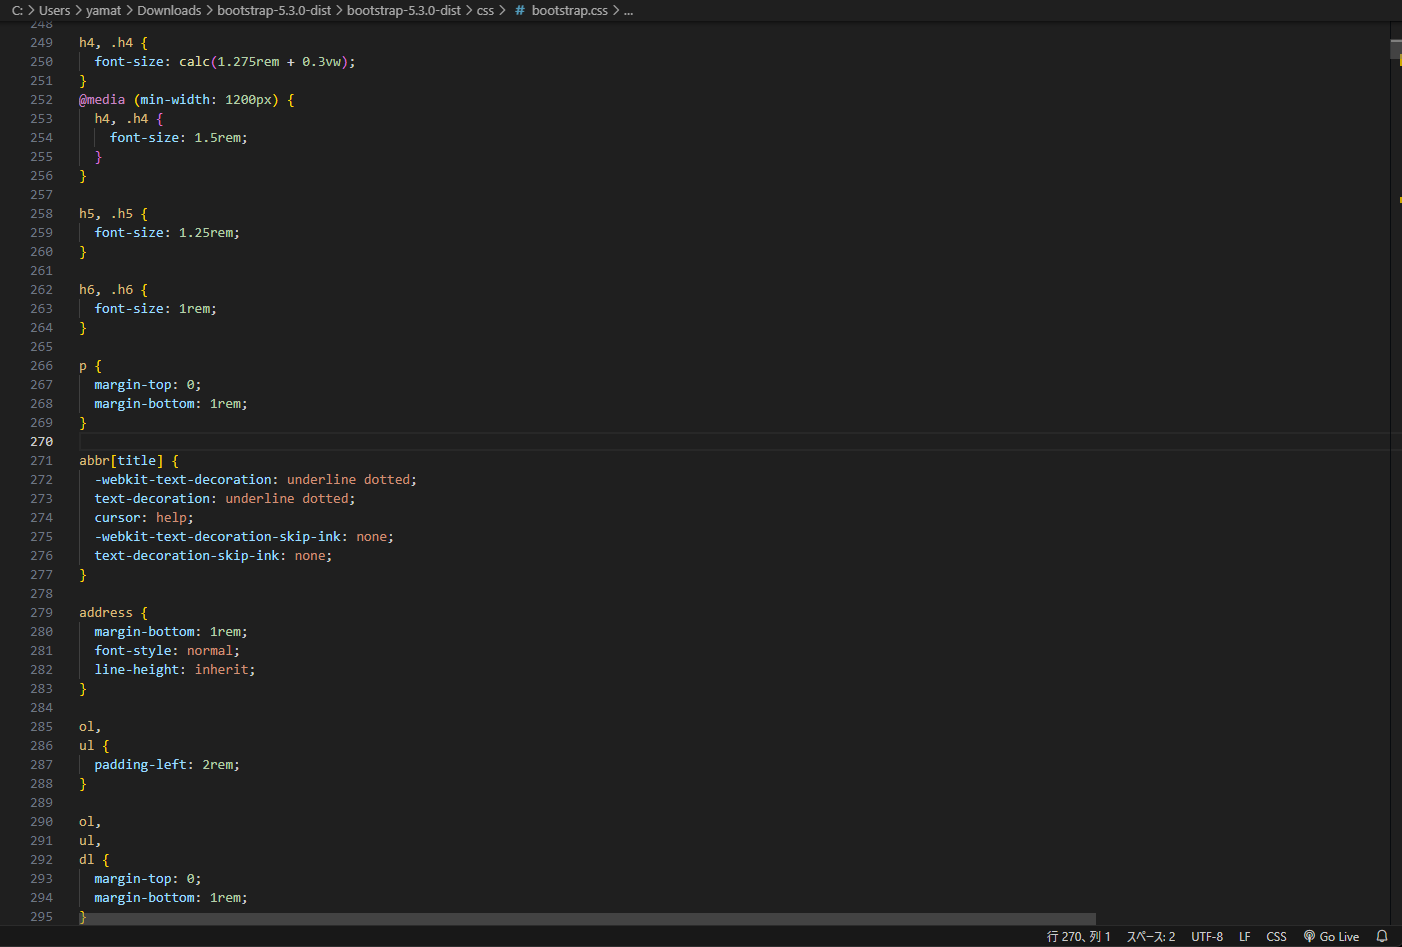 C: > Users > yamat > Downloads > bootstrap-5.3.0-dist > bootstrap-5.3.0-dist > css > # bootstrap.css > ...
248
249 h4, .h4 {
250   font-size: calc(1.275rem + 0.3vw);
251 }
252 @media (min-width: 1200px) {
253   h4, .h4 {
254     font-size: 1.5rem;
255   }
256 }
257
258 h5, .h5 {
259   font-size: 1.25rem;
260 }
261
262 h6, .h6 {
263   font-size: 1rem;
264 }
265
266 p {
267   margin-top: 0;
268   margin-bottom: 1rem;
269 }
270
271 abbr[title] {
272   -webkit-text-decoration: underline dotted;
273   text-decoration: underline dotted;
274   cursor: help;
275   -webkit-text-decoration-skip-ink: none;
276   text-decoration-skip-ink: none;
277 }
278
279 address {
280   margin-bottom: 1rem;
281   font-style: normal;
282   line-height: inherit;
283 }
284
285 ol,
286 ul {
287   padding-left: 2rem;
288 }
289
290 ol,
291 ul,
292 dl {
293   margin-top: 0;
294   margin-bottom: 1rem;
295 }
行 270、列 1 スペース: 2 UTF-8 LF CSS Go Live